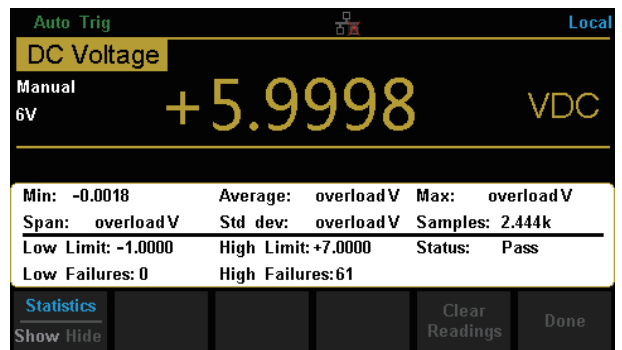 Auto Trig Local
DC Voltage
Manual
6V +5.9998 VDC
Min: -0.0018 Average: overload V Max: overload V
Span: overload V Std dev: overload V Samples: 2.444k
Low Limit: -1.0000 High Limit: +7.0000 Status: Pass
Low Failures: 0 High Failures: 61
Statistics
Show Hide Clear Readings Done